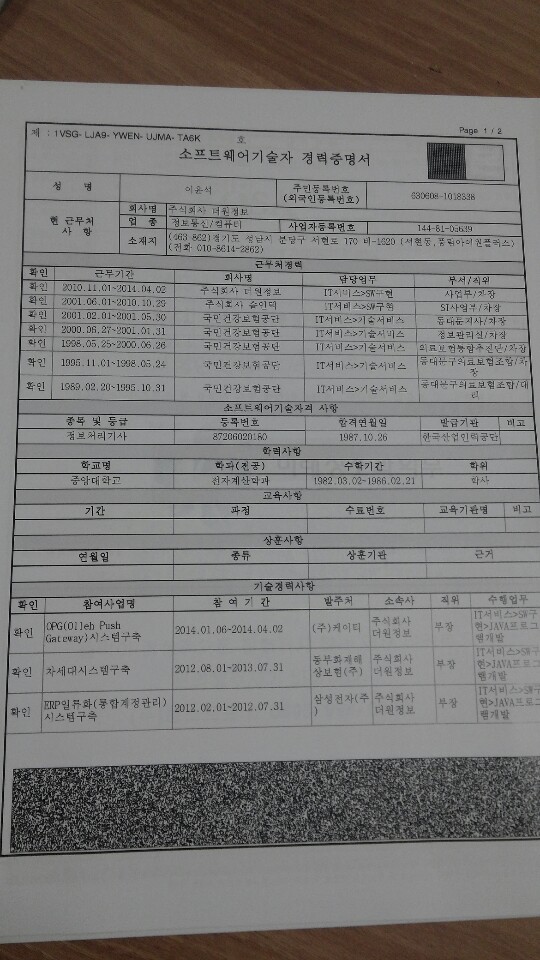 제 : 1VSG- LJA9- YWEN- UJMA- TA6K 호
Page 1 / 2
소프트웨어기술자 경력증명서
성 명 이윤석 주민등록번호 (외국인등록번호) 630608-1018338
현 근무처 사 항
회사명 주식회사 더원정보
업 종 정보통신/컴퓨터 사업자등록번호 144-81-05639
소재지 (463-862)경기도 성남시 분당구 서현로 170 비-1620 (서현동,풍림아이원플러스)
(전화 010-8614-2862)
근무처경력
확인 근무기간 회사명 담당업무 부서/직위
확인 2010.11.01~2014.04.02 주식회사 더원정보 IT서비스>SW구현 사업부/차장
확인 2001.06.01~2010.10.29 주식회사 IT서비스>SW구현 SI사업부/차장
확인 2001.02.01~2001.05.30 국민건강보험공단 IT서비스>기술서비스 동대문지사/차장
확인 2000.06.27~2001.01.31 국민건강보험공단 IT서비스>기술서비스 정보관리실/차장
확인 1998.05.25~2000.06.26 국민건강보험공단 IT서비스>기술서비스 의료보험통합추진단/차장
확인 1995.11.01~1998.05.24 국민건강보험공단 IT서비스>기술서비스 동대문구의료보험조합/차장
확인 1989.02.20~1995.10.31 국민건강보험공단 IT서비스>기술서비스 동대문구의료보험조합/대리
소프트웨어기술자격 사항
종목 및 등급 등록번호 합격연월일 발급기관 비고
정보처리기사 87206020180 1987.10.26 한국산업인력공단
학력사항
학교명 학과(전공) 수학기간 학위
중앙대학교 전자계산학과 1982.03.02~1986.02.21 학사
교육사항
기간 과정 수료번호 교육기관명 비고
상훈사항
연월일 종류 상훈기관 근거
기술경력사항
확인 참여사업명 참 여 기 간 발주처 소속사 직위 수행업무
확인 OPG(Olleh Push Gateway)시스템구축 2014.01.06~2014.04.02 (주)케이티 주식회사 더원정보 부장 IT서비스>SW구현>JAVA프로그램개발
확인 차세대시스템구축 2012.08.01~2013.07.31 동부화재해상보험(주) 주식회사 더원정보 부장 IT서비스>SW구현>JAVA프로그램개발
확인 ERP일류화(통합계정관리)시스템구축 2012.02.01~2012.07.31 삼성전자(주) 주식회사 더원정보 부장 IT서비스>SW구현>JAVA프로그램개발